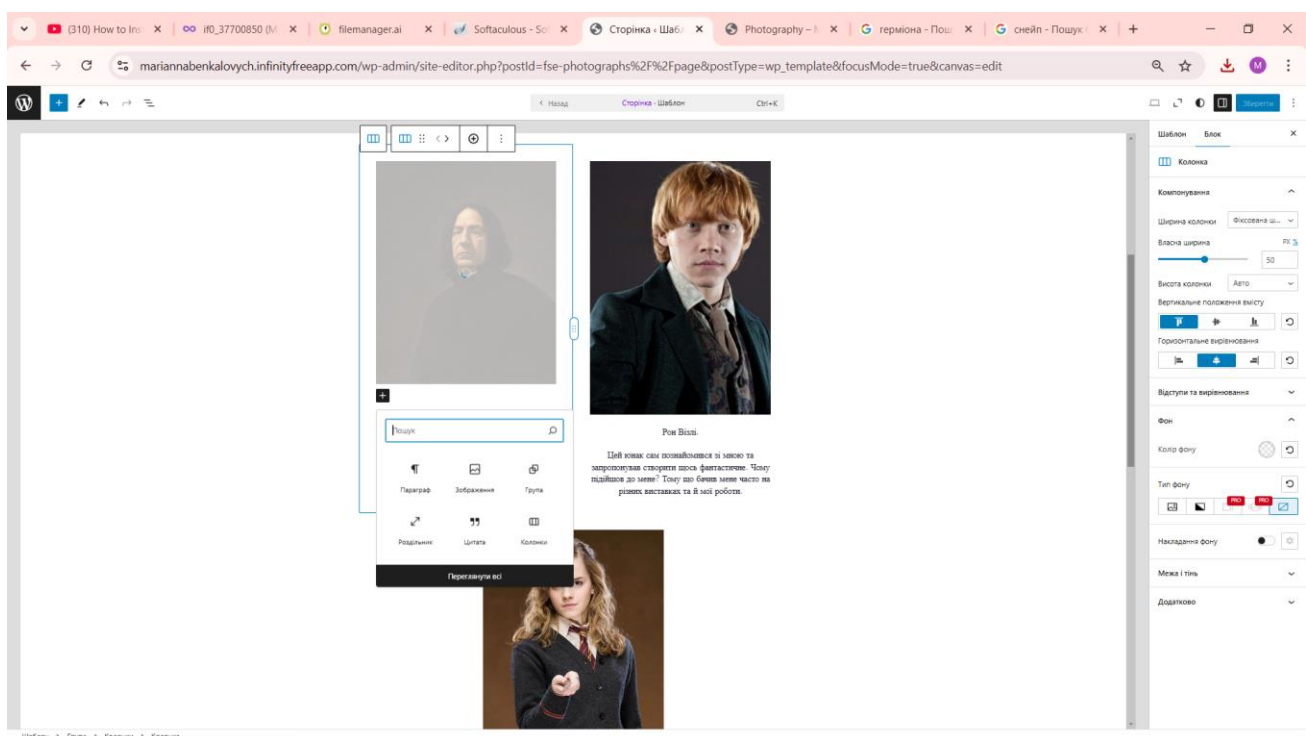 (310) How to Ins
if0_37700850 (M
filemanager.ai
Softaculous - Sof
Сторінка ‹ Шабл
Photography – М
герміона - Пош
снейп - Пошук
mariannabenkalovych.infinityfreeapp.com/wp-admin/site-editor.php?postId=fse-photographs%2F%2Fpage&postType=wp_template&focusMode=true&canvas=edit
M
Назад
Сторінка · Шаблон
Ctrl+K
Зберегти
Шаблон
Блок
Колонка
Компонування
Ширина колонки
Фіксована ш...
Власна ширина
PX %
50
Висота колонки
Авто
Вертикальне положення вмісту
Горизонтальне вирівнювання
Відступи та вирівнювання
Фон
Колір фону
Тип фону
PRO
PRO
Накладання фону
Межа і тінь
Додатково
Пошук
Параграф
Зображення
Група
Роздільник
Цитата
Колонки
Переглянути всі
Рон Візлі.
Цей юнак сам познайомився зі мною та
запропонував створити щось фантастичне. Чому
підійшов до мене? Тому що бачив мене часто на
різних виставках та й мої роботи.